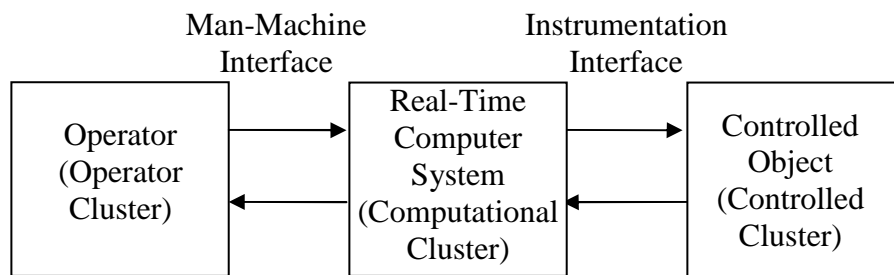 Man-Machine
Interface
Instrumentation
Interface
Operator
(Operator
Cluster)
Real-Time
Computer
System
(Computational
Cluster)
Controlled
Object
(Controlled
Cluster)